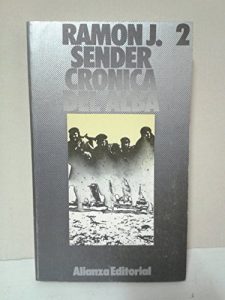 RAMON J. 2
SENDER
CRONICA
DEL ALBA
Alianza Editorial